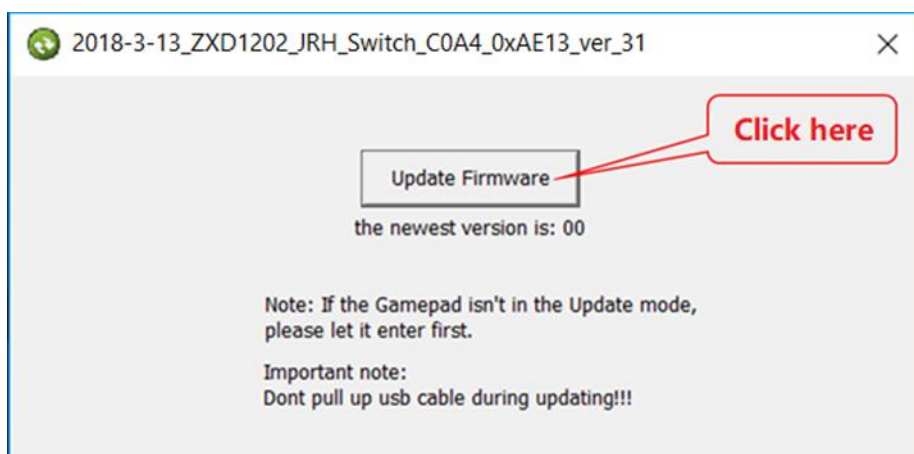 2018-3-13_ZXD1202_JRH_Switch_C0A4_0xAE13_ver_31
Click here
Update Firmware
the newest version is: 00
Note: If the Gamepad isn't in the Update mode,
please let it enter first.
Important note:
Dont pull up usb cable during updating!!!